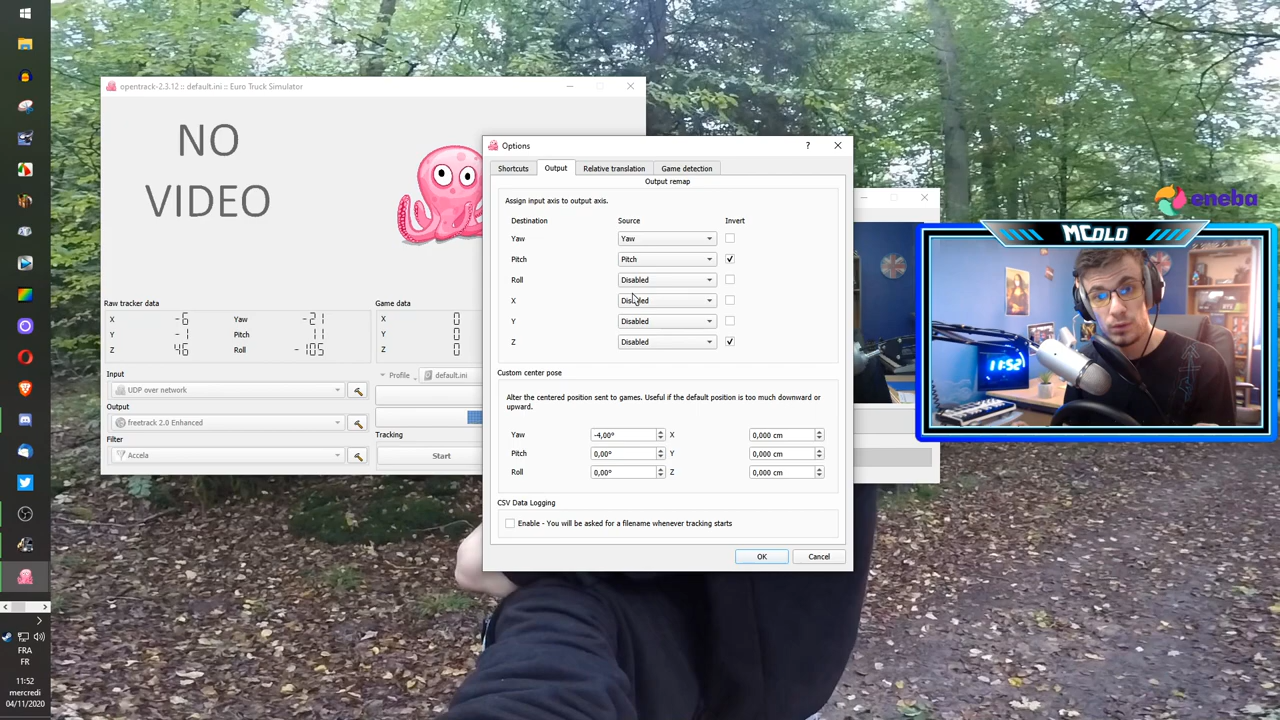 opentrack-2.3.12 :: default.ini :: Euro Truck Simulator
NO
VIDEO
Raw tracker data
X -6 Yaw -21
Y -1 Pitch 11
Z 46 Roll -105
Game data
X 0
Y 0
Z 0
Input
UDP over network
Output
freetrack 2.0 Enhanced
Filter
Accela
Profile default.ini
Tracking
Start
Options
?
Shortcuts Output Relative translation Game detection
Output remap
Assign input axis to output axis.
Destination Source Invert
Yaw Yaw
Pitch Pitch
Roll Disabled
X Disabled
Y Disabled
Z Disabled
Custom center pose
Alter the centered position sent to games. Useful if the default position is too much downward or
upward.
Yaw -4,00° X 0,000 cm
Pitch 0,00° Y 0,000 cm
Roll 0,00° Z 0,000 cm
CSV Data Logging
Enable - You will be asked for a filename whenever tracking starts
OK Cancel
eneba
MCOLD
11:52
FRA
FR
11:52
mercredi
04/11/2020